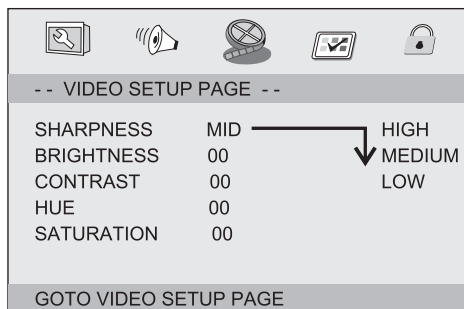 -- VIDEO SETUP PAGE --
SHARPNESS MID HIGH
BRIGHTNESS 00 MEDIUM
CONTRAST 00 LOW
HUE 00
SATURATION 00
GOTO VIDEO SETUP PAGE